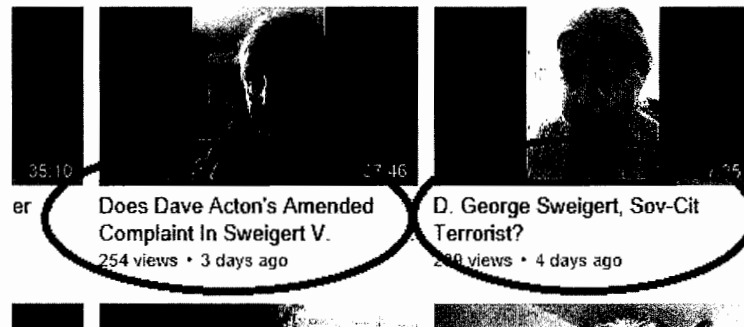 35:10
er
Does Dave Acton's Amended
Complaint In Sweigert V.
254 views • 3 days ago
D. George Sweigert, Sov-Cit
Terrorist?
views • 4 days ago